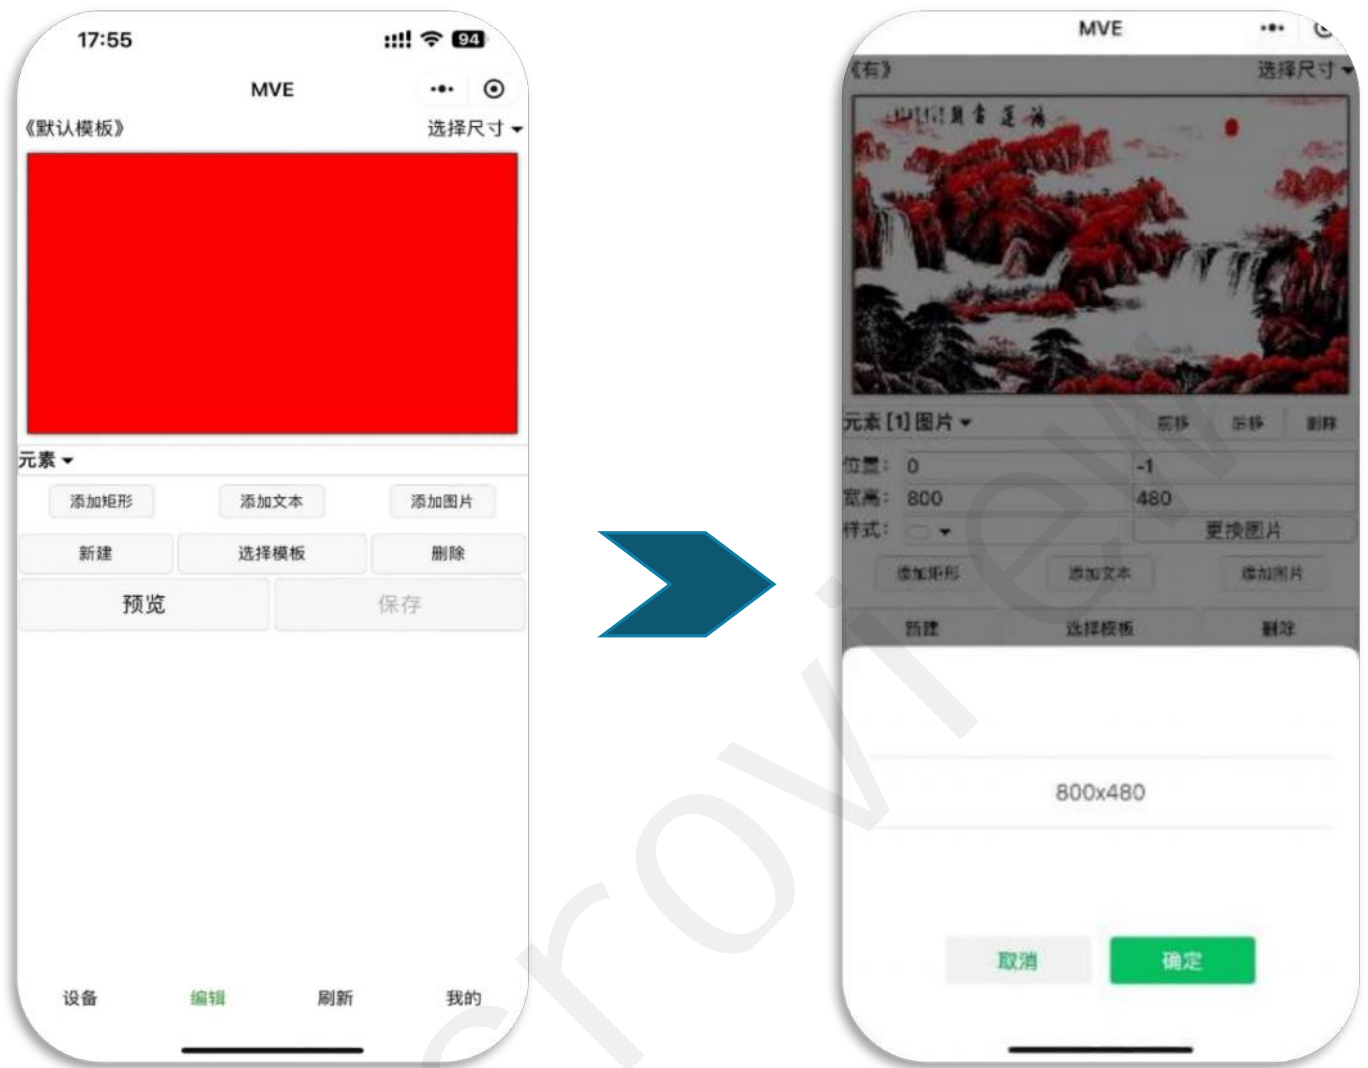 17:55
94
MVE
《默认模板》
选择尺寸
元素
添加矩形 添加文本 添加图片
新建 选择模板 删除
预览 保存
设备 编辑 刷新 我的
MVE
《有》
选择尺寸
元素 [1] 图片
前移 后移 删除
位置： 0 -1
宽高： 800 480
样式： 更换图片
添加矩形 添加文本 添加图片
新建 选择模板 删除
800x480
取消 确定
roview